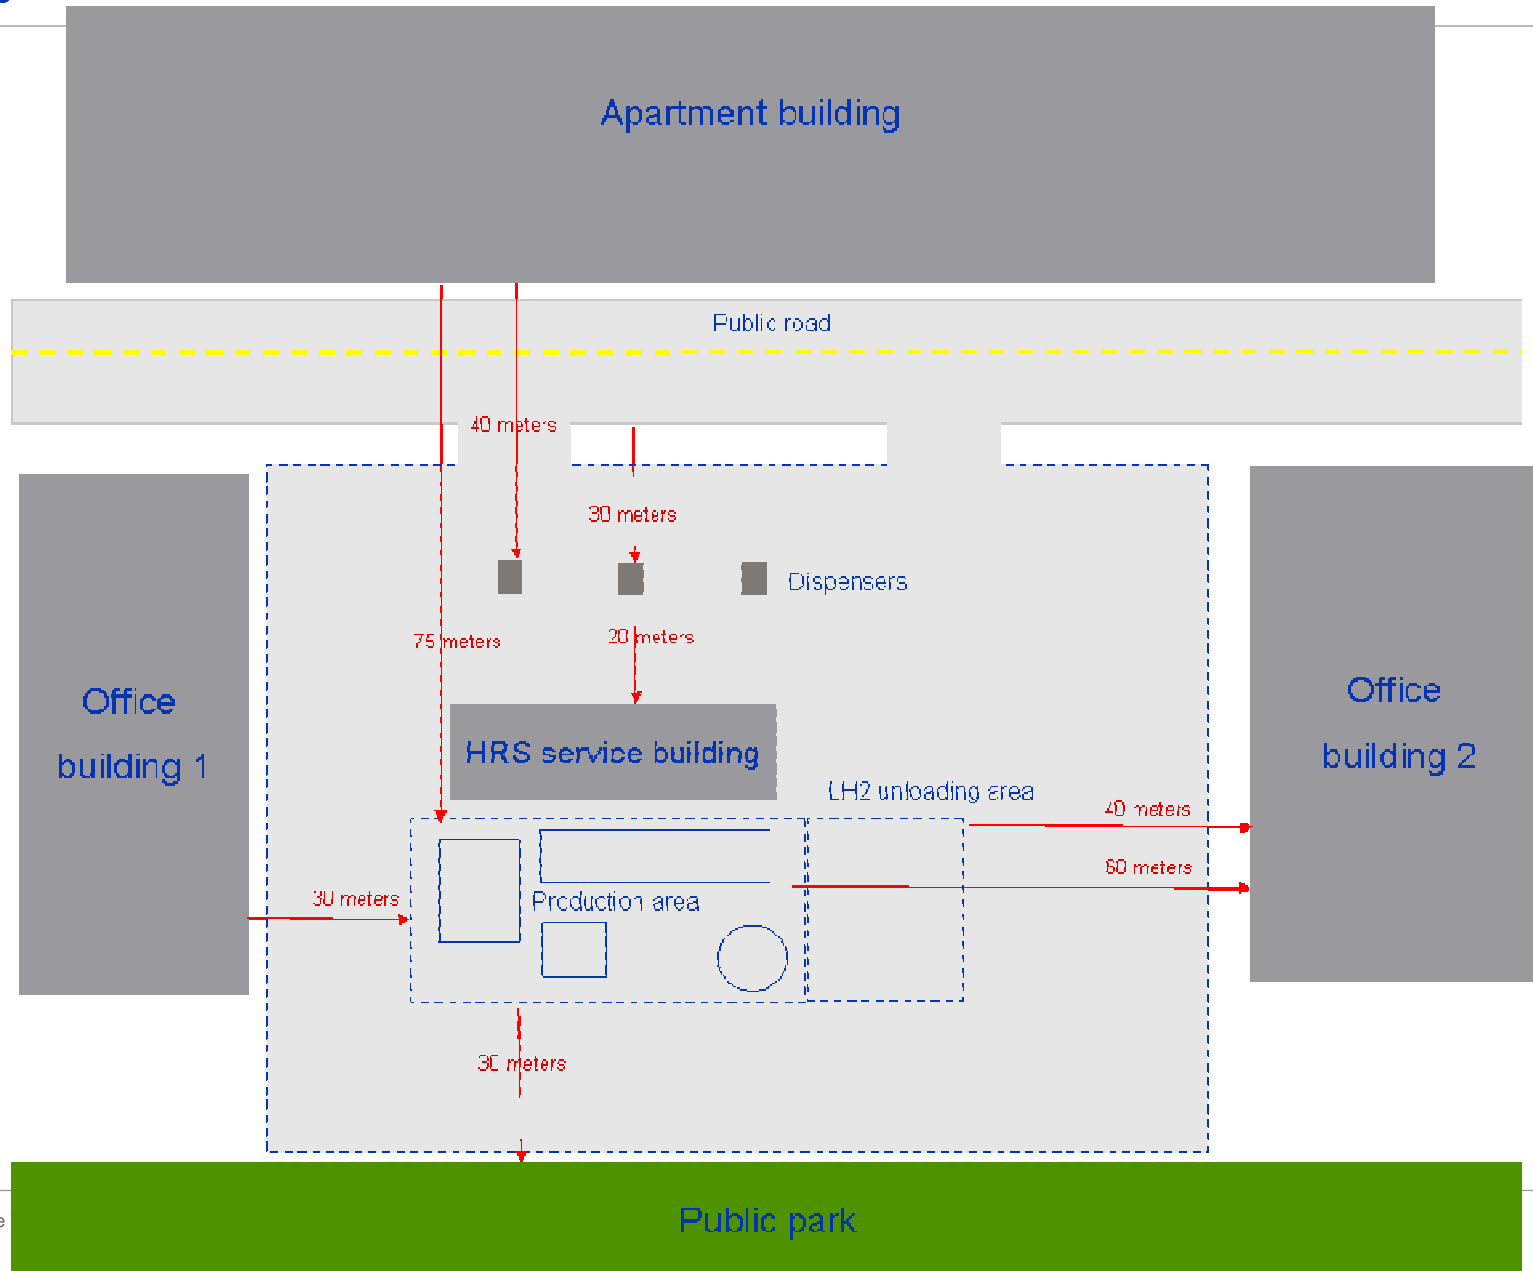 Apartment building
Public road
40 meters
30 meters
Dispensers
75 meters
20 meters
Office
building 1
HRS service building
Office
building 2
LH2 unloading area
40 meters
60 meters
30 meters
Production area
30 meters
Public park